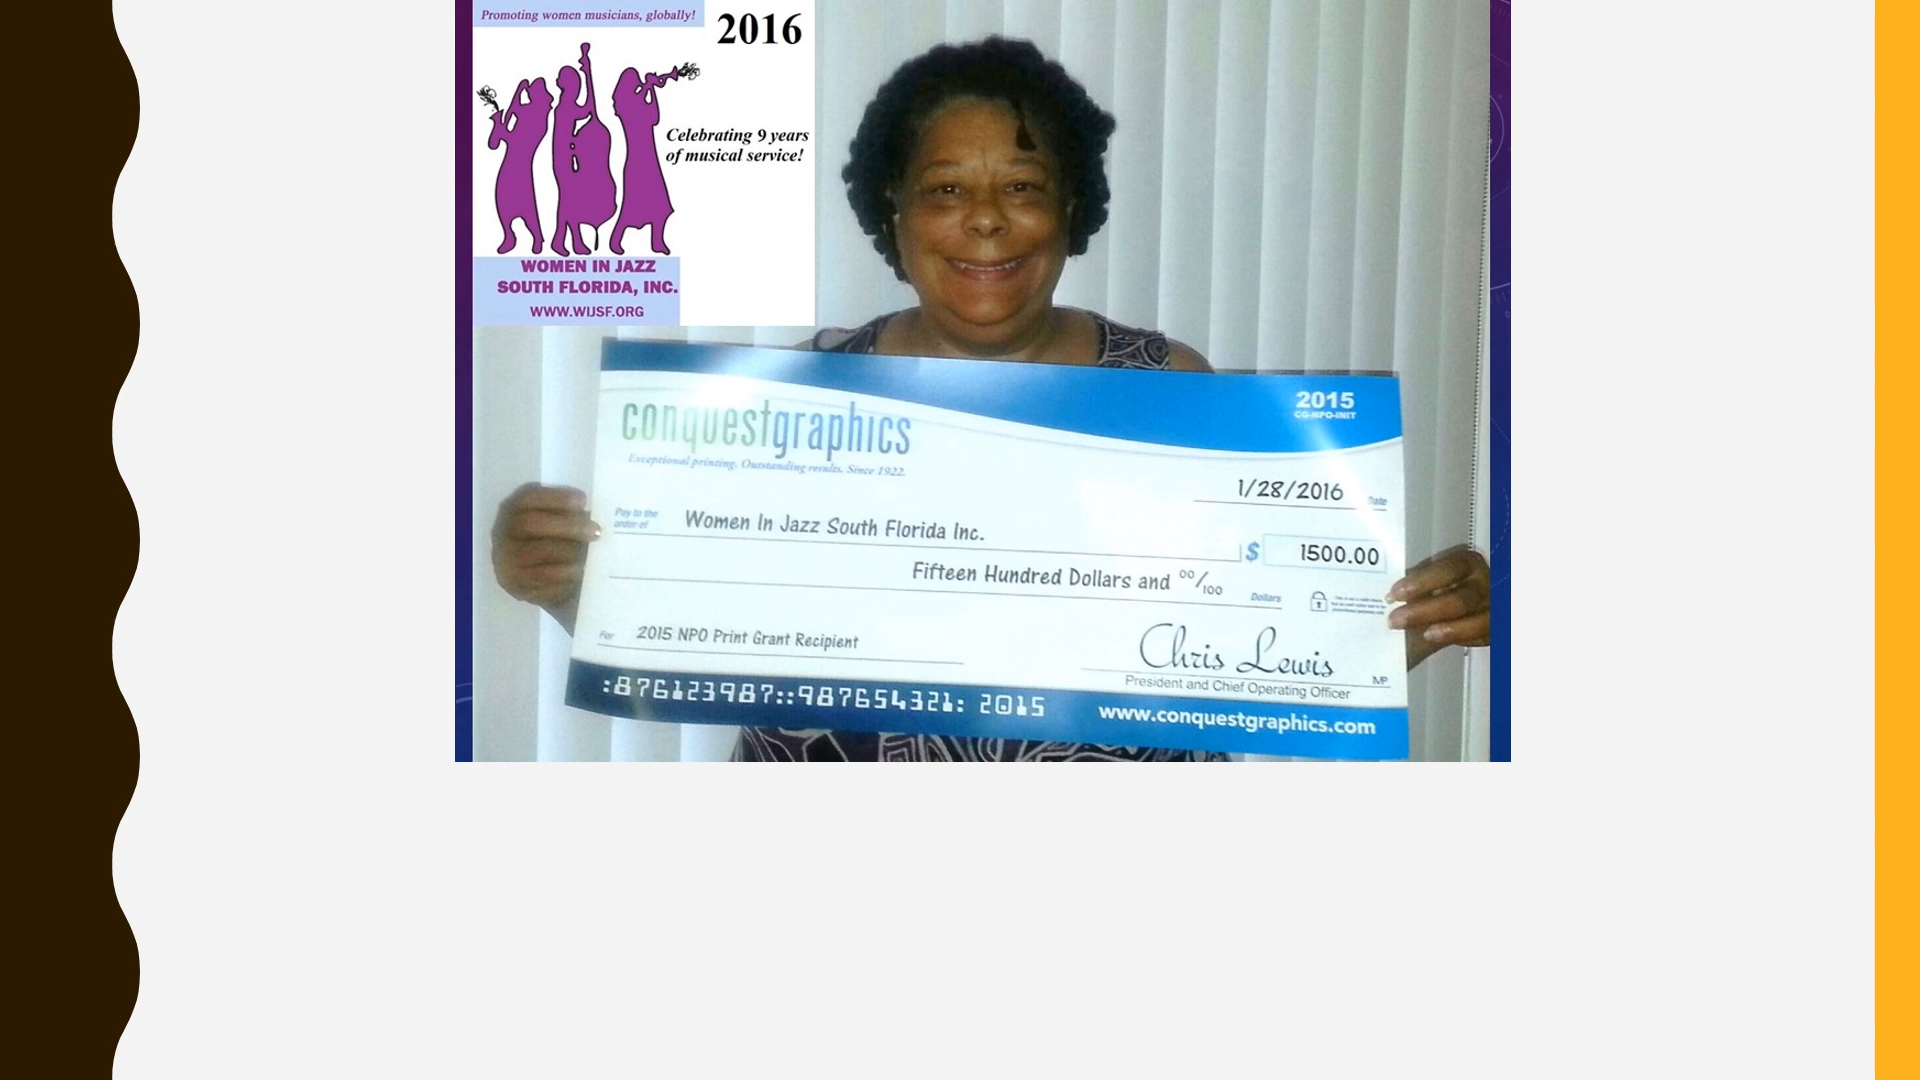 Promoting women musicians, globally!
2016
Celebrating 9 years
of musical service!
WOMEN IN JAZZ
SOUTH FLORIDA, INC.
WWW.WIJSF.ORG
2015
CO-NPO-INIT
conquestgraphics
Exceptional printing. Outstanding results. Since 1922.
1/28/2016 Date
Pay to the
order of Women In Jazz South Florida Inc.
$ 1500.00
Fifteen Hundred Dollars and 00/100 Dollars
For 2015 NPO Print Grant Recipient
Chris Lewis MP
President and Chief Operating Officer
:876123987::987654321: 2015
www.conquestgraphics.com